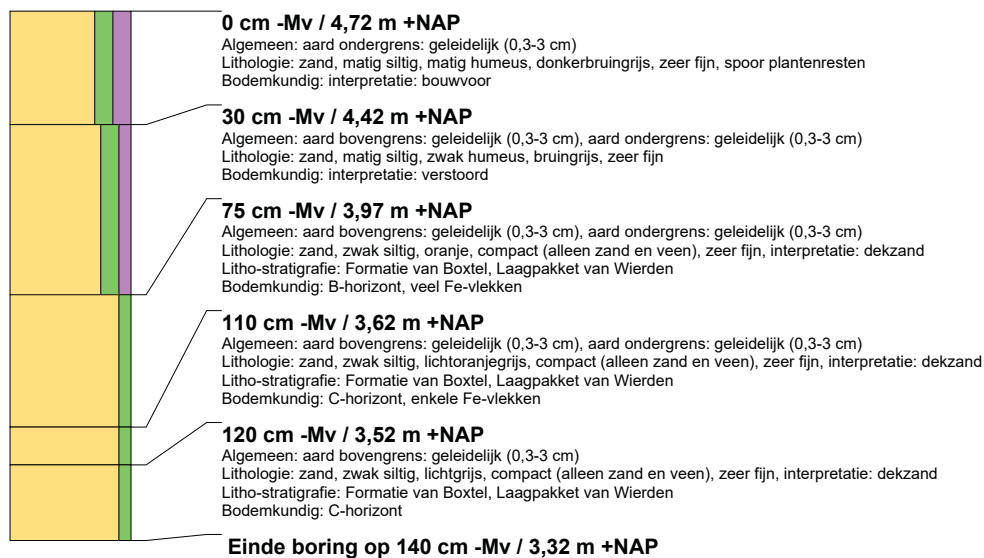 0 cm -Mv / 4,72 m +NAP
Algemeen: aard ondergrens: geleidelijk (0,3-3 cm)
Lithologie: zand, matig siltig, matig humeus, donkerbruingrijs, zeer fijn, spoor plantenresten
Bodemkundig: interpretatie: bouwvoor
30 cm -Mv / 4,42 m +NAP
Algemeen: aard bovengrens: geleidelijk (0,3-3 cm), aard ondergrens: geleidelijk (0,3-3 cm)
Lithologie: zand, matig siltig, zwak humeus, bruingrijs, zeer fijn
Bodemkundig: interpretatie: verstoord
75 cm -Mv / 3,97 m +NAP
Algemeen: aard bovengrens: geleidelijk (0,3-3 cm), aard ondergrens: geleidelijk (0,3-3 cm)
Lithologie: zand, zwak siltig, oranje, compact (alleen zand en veen), zeer fijn, interpretatie: dekzand
Litho-stratigrafie: Formatie van Boxtel, Laagpakket van Wierden
Bodemkundig: B-horizont, veel Fe-vlekken
110 cm -Mv / 3,62 m +NAP
Algemeen: aard bovengrens: geleidelijk (0,3-3 cm), aard ondergrens: geleidelijk (0,3-3 cm)
Lithologie: zand, zwak siltig, lichtoranjegrijs, compact (alleen zand en veen), zeer fijn, interpretatie: dekzand
Litho-stratigrafie: Formatie van Boxtel, Laagpakket van Wierden
Bodemkundig: C-horizont, enkele Fe-vlekken
120 cm -Mv / 3,52 m +NAP
Algemeen: aard bovengrens: geleidelijk (0,3-3 cm)
Lithologie: zand, zwak siltig, lichtgrijs, compact (alleen zand en veen), zeer fijn, interpretatie: dekzand
Litho-stratigrafie: Formatie van Boxtel, Laagpakket van Wierden
Bodemkundig: C-horizont
Einde boring op 140 cm -Mv / 3,32 m +NAP